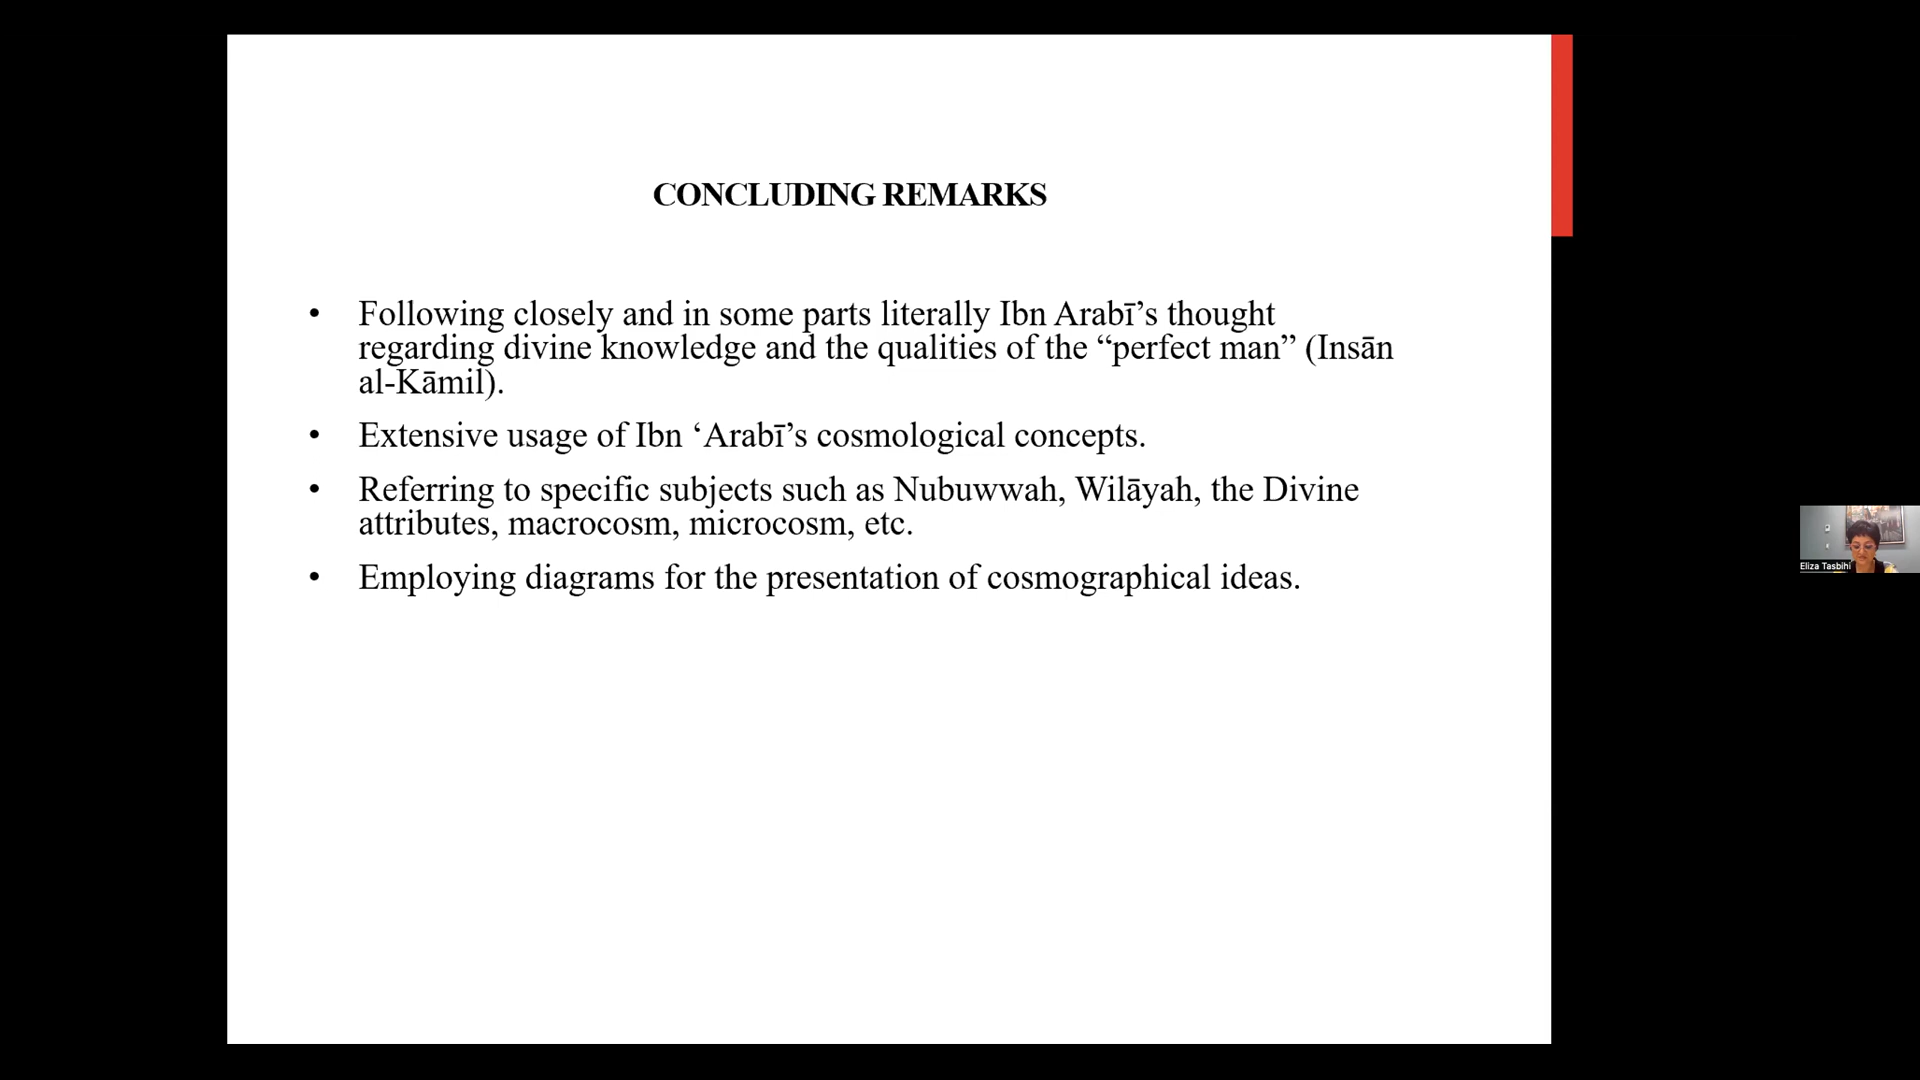 CONCLUDING REMARKS
• Following closely and in some parts literally Ibn Arabī’s thought
regarding divine knowledge and the qualities of the “perfect man” (Insān
al-Kāmil).
• Extensive usage of Ibn ‘Arabī’s cosmological concepts.
• Referring to specific subjects such as Nubuwwah, Wilāyah, the Divine
attributes, macrocosm, microcosm, etc.
• Employing diagrams for the presentation of cosmographical ideas.
Eliza Tasbihi